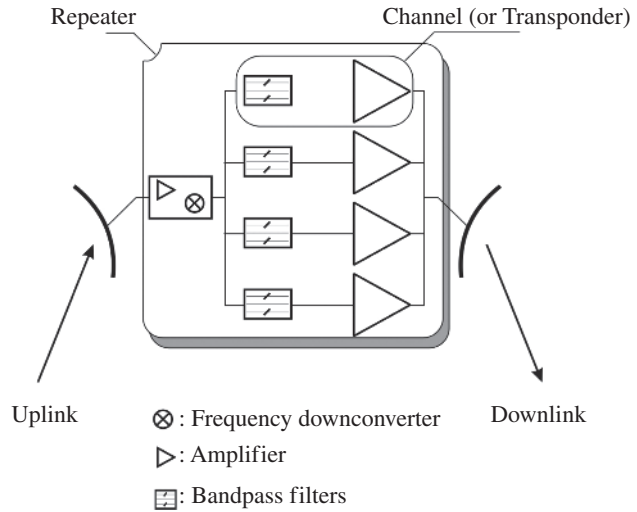 Repeater
Channel (or Transponder)
Uplink
Downlink
: Frequency downconverter
: Amplifier
: Bandpass filters